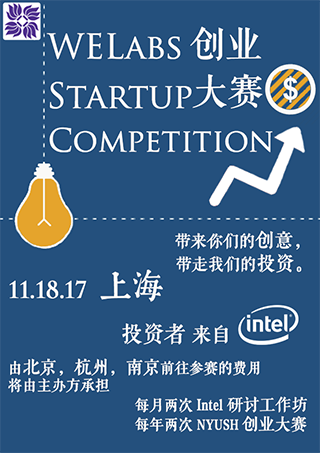 WELABS 创业
STARTUP大赛 $
COMPETITION
带来你们的创意，
带走我们的投资。
11.18.17 上海
投资者 来自 intel
由北京，杭州，南京前往参赛的费用
将由主办方承担
每月两次 Intel 研讨工作坊
每年两次 NYUSH 创业大赛